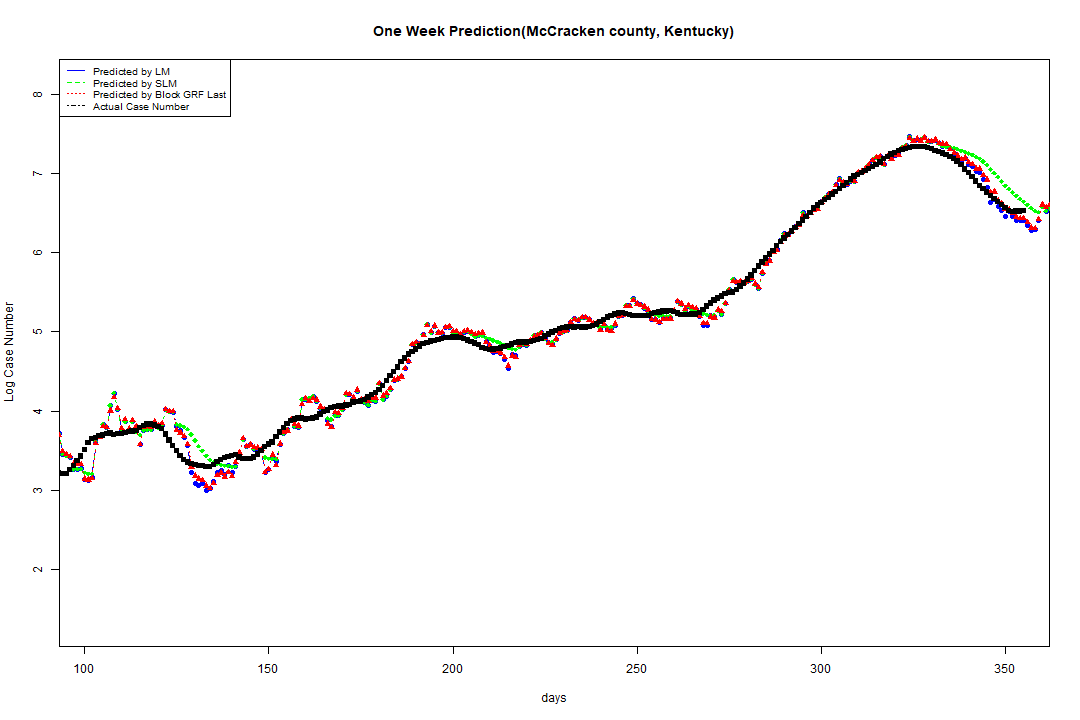 One Week Prediction(McCracken county, Kentucky)
Predicted by LM
Predicted by SLM
Predicted by Block GRF Last
Actual Case Number
8
7
6
5
4
3
2
Log Case Number
100 150 200 250 300 350
days